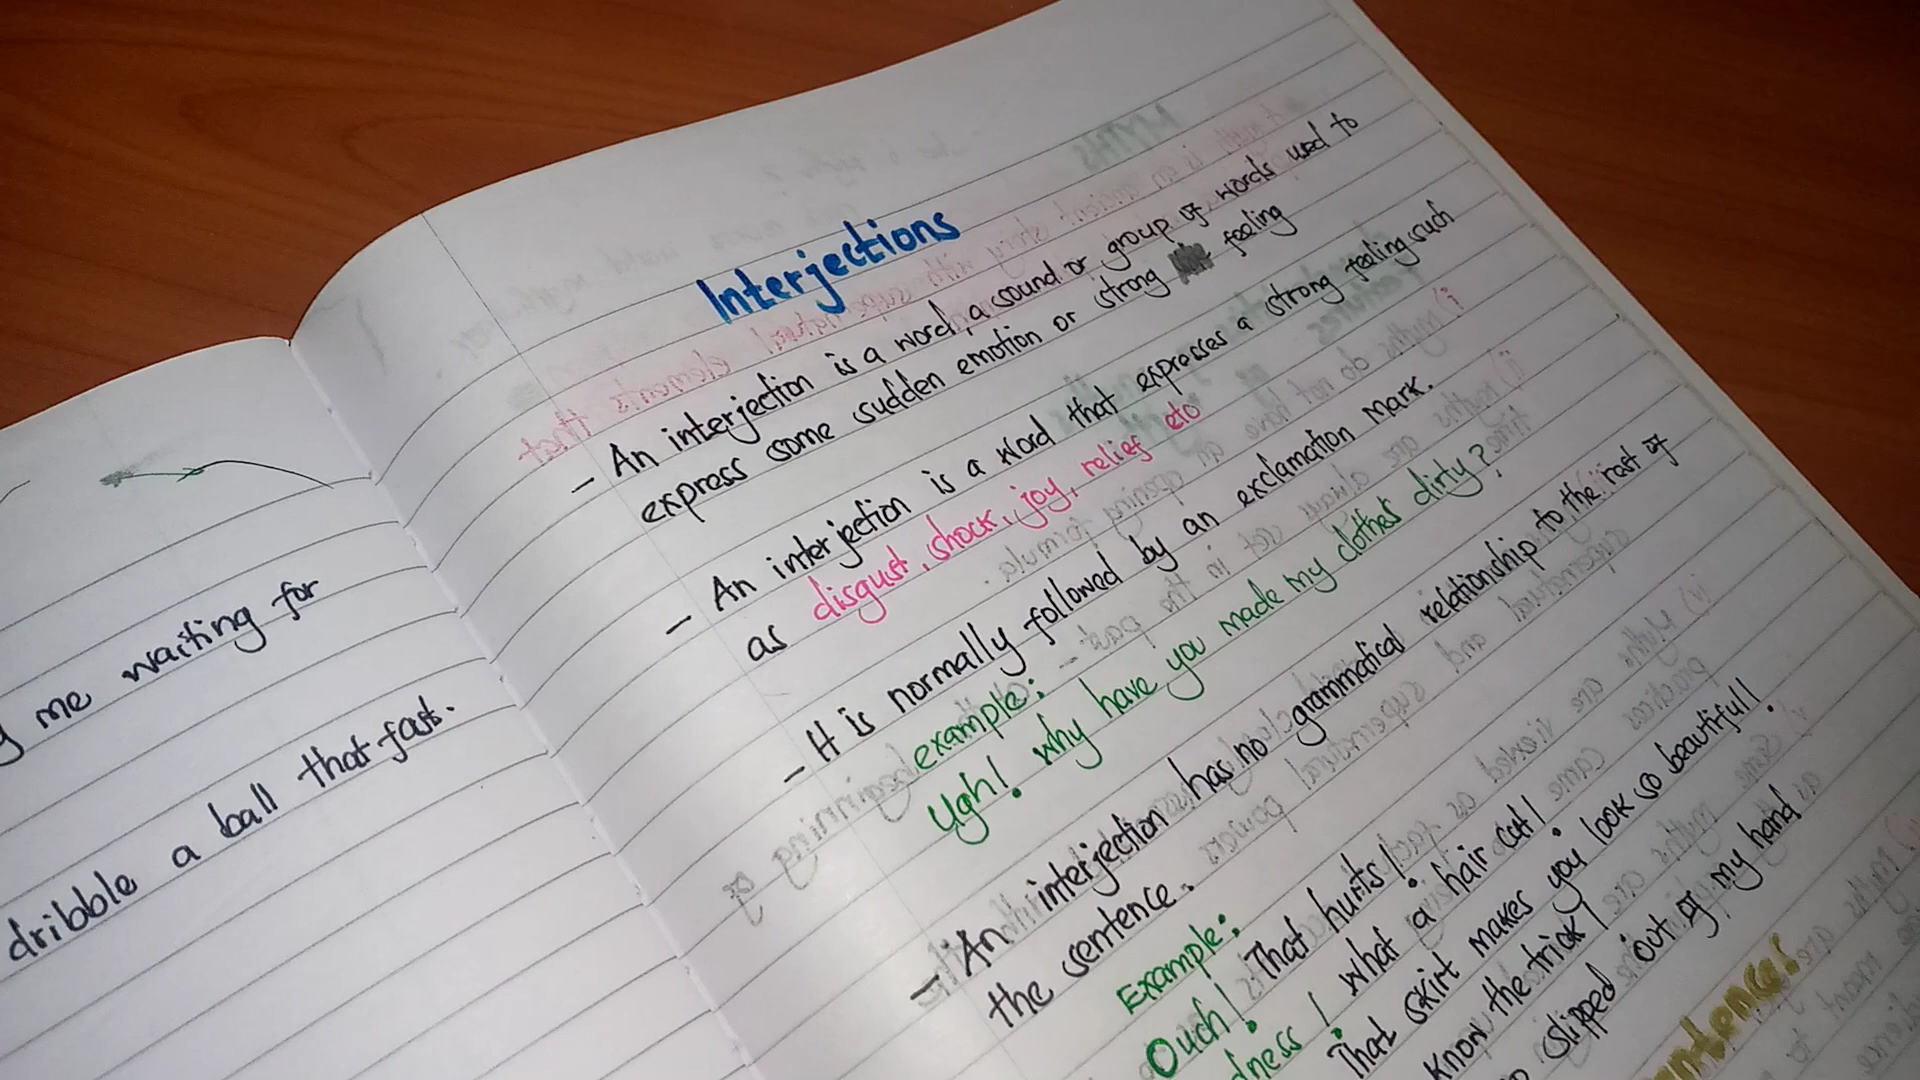 me waiting for
dribble a ball that fast.
Interjections
- An interjection is a word, a sound or group of words used to
express some sudden emotion or strong feeling
- An interjection is a word that expresses a strong feeling such
as disgust, shock, joy, relief etc
- It is normally followed by an exclamation mark.
example:
Ugh! why have you made my clothes dirty?
- An interjection has no grammatical relationship to the rest of
the sentence.
Example:
Ouch! That hurts!
dness! what a hair cut!
That skirt makes you look so beautiful!
know the trick!
slipped out of my hand